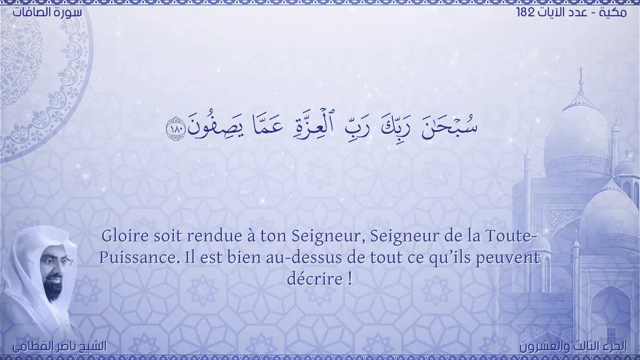 سورة الصافات
مكية - عدد الآيات 182
سُبْحَٰنَ رَبِّكَ رَبِّ ٱلْعِزَّةِ عَمَّا يَصِفُونَ ١٨٠
Gloire soit rendue à ton Seigneur, Seigneur de la Toute-
Puissance. Il est bien au-dessus de tout ce qu’ils peuvent
décrire !
الشيخ ناصر القطامي
الجزء الثالث والعشرون